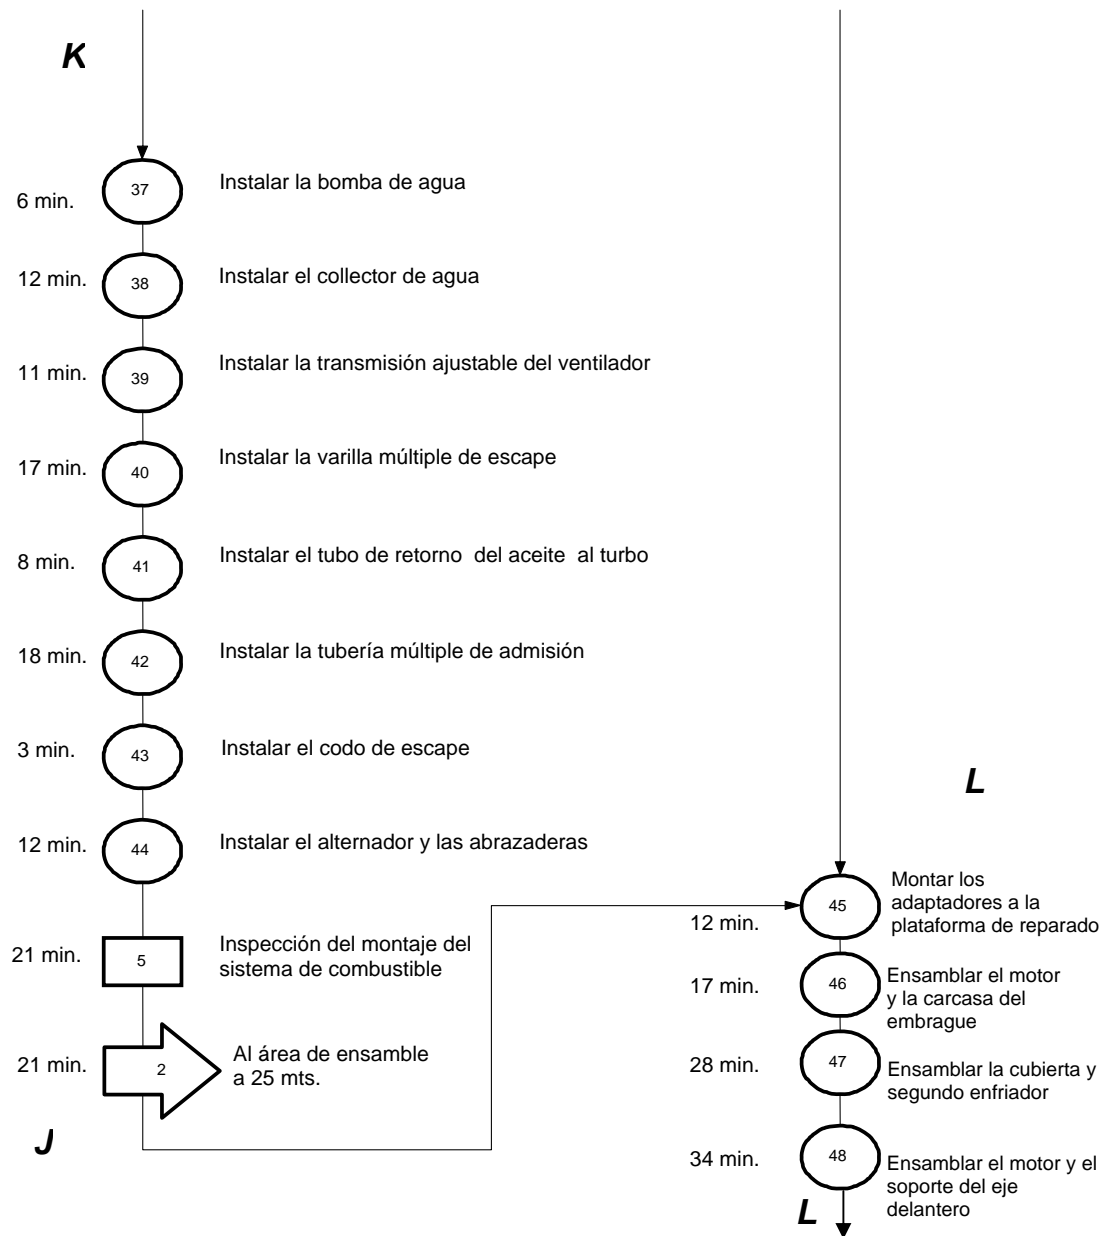 K
6 min.
37
Instalar la bomba de agua
12 min.
38
Instalar el collector de agua
11 min.
39
Instalar la transmisión ajustable del ventilador
17 min.
40
Instalar la varilla múltiple de escape
8 min.
41
Instalar el tubo de retorno del aceite al turbo
18 min.
42
Instalar la tubería múltiple de admisión
3 min.
43
Instalar el codo de escape
12 min.
44
Instalar el alternador y las abrazaderas
21 min.
5
Inspección del montaje del
sistema de combustible
21 min.
2
Al área de ensamble
a 25 mts.
J
L
12 min.
45
Montar los
adaptadores a la
plataforma de reparado
17 min.
46
Ensamblar el motor
y la carcasa del
embrague
28 min.
47
Ensamblar la cubierta y
segundo enfriador
34 min.
48
Ensamblar el motor y el
soporte del eje
delantero
L